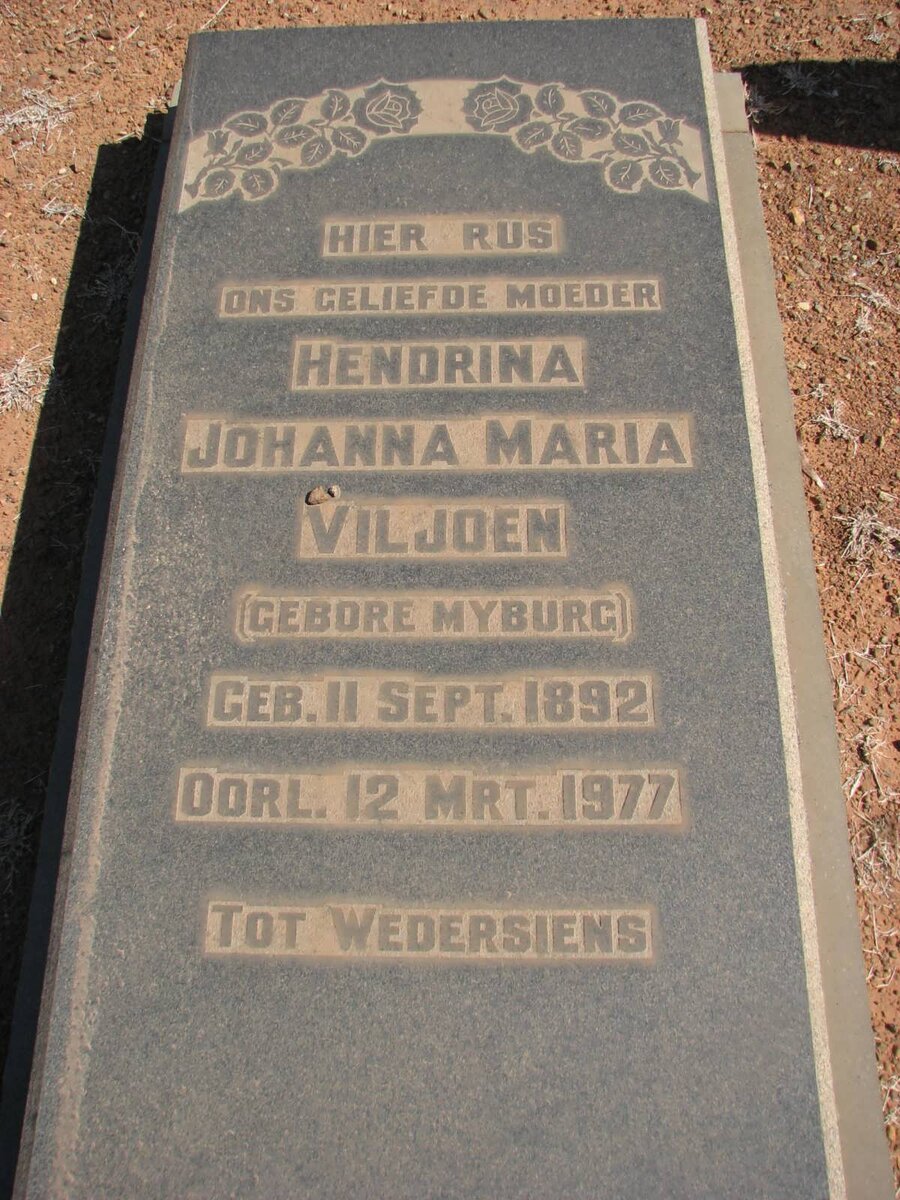 HIER RUS
ONS GELIEFDE MOEDER
HENDRINA
JOHANNA MARIA
VILJOEN
(GEBORE MYBURG)
GEB. 11 SEPT. 1892
OORL. 12 MRT. 1977
TOT WEDERSIENS